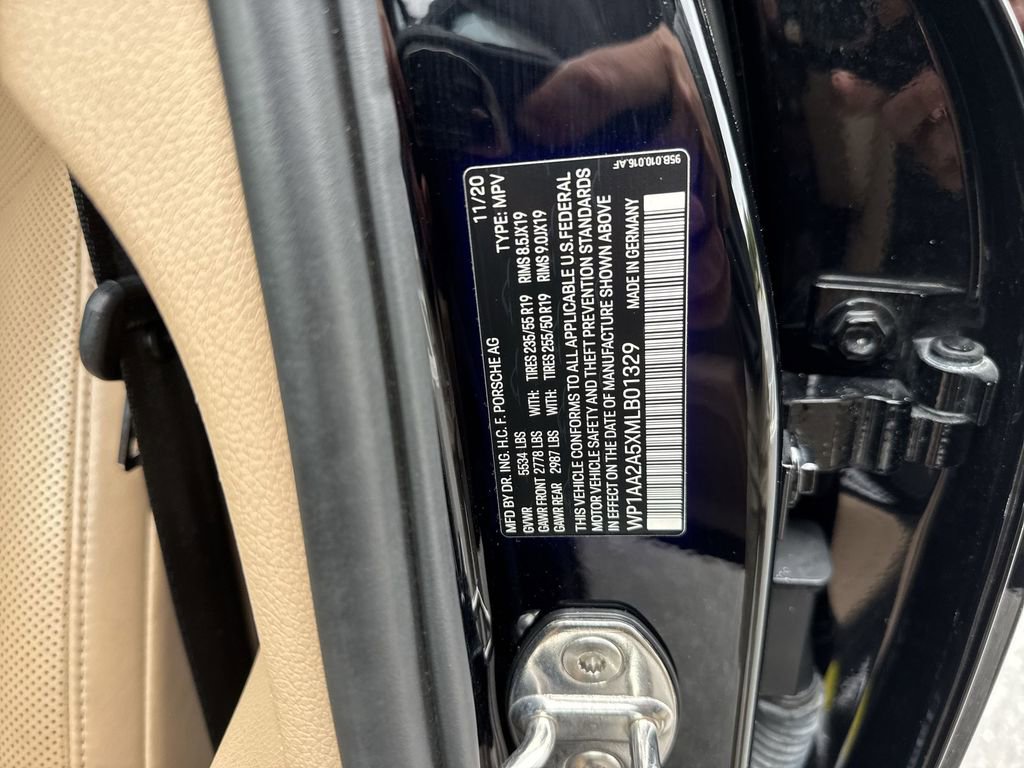 MFD BY DR. ING. H.C. F. PORSCHE AG 11/20
GVWR 5534 LBS TYPE: MPV
GAWR FRONT 2778 LBS WITH: TIRES 235/55 R19 RIMS 8.5JX19
GAWR REAR 2987 LBS WITH: TIRES 255/50 R19 RIMS 9.0JX19
THIS VEHICLE CONFORMS TO ALL APPLICABLE U.S. FEDERAL
MOTOR VEHICLE SAFETY AND THEFT PREVENTION STANDARDS
IN EFFECT ON THE DATE OF MANUFACTURE SHOWN ABOVE
WP1AA2A5XMLB01329 MADE IN GERMANY
95B.010.016.AF